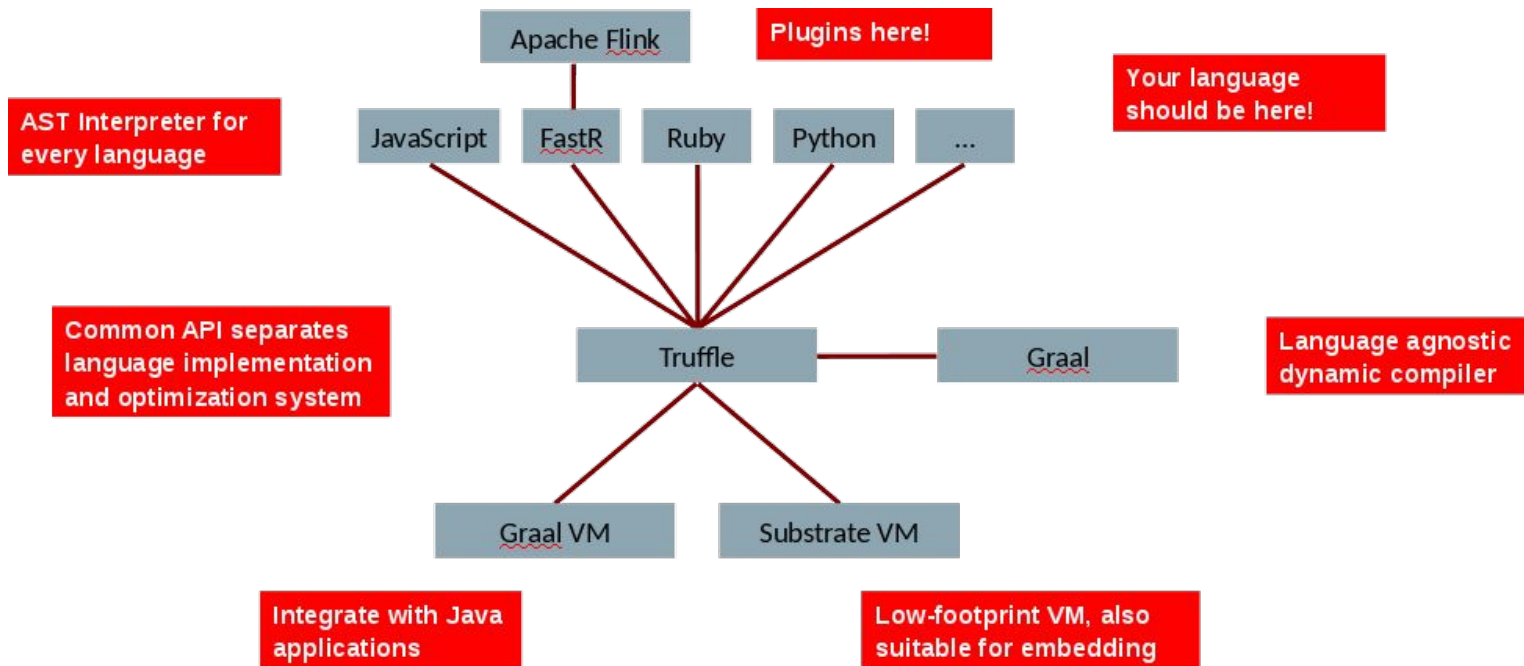 Apache Flink
Plugins here!
Your language
should be here!
AST Interpreter for
every language
JavaScript
FastR
Ruby
Python
...
Common API separates
language implementation
and optimization system
Truffle
Graal
Language agnostic
dynamic compiler
Graal VM
Substrate VM
Integrate with Java
applications
Low-footprint VM, also
suitable for embedding